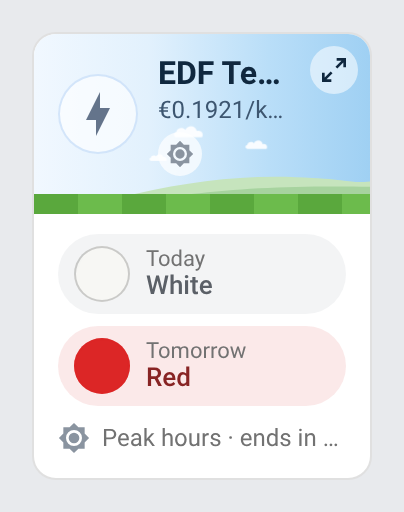 EDF Te…
€0.1921/k…
Today
White
Tomorrow
Red
Peak hours · ends in …